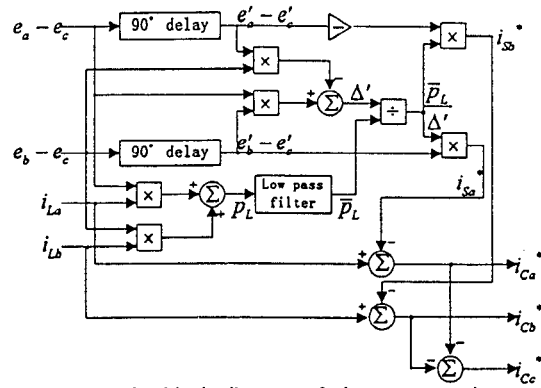 e_a − e_c
90° delay
e'_a − e'_c
−
×
i_Sb*
×
−
+
Σ
Δ'
÷
p̅_L
Δ'
×
×
e_b − e_c
90° delay
e'_b − e'_c
i_Sa*
i_La
×
+
Σ
+
p_L
Low pass
filter
p̅_L
i_Lb
×
−
+
Σ
i_Ca*
−
+
Σ
i_Cb*
−
−
Σ
i_Cc*